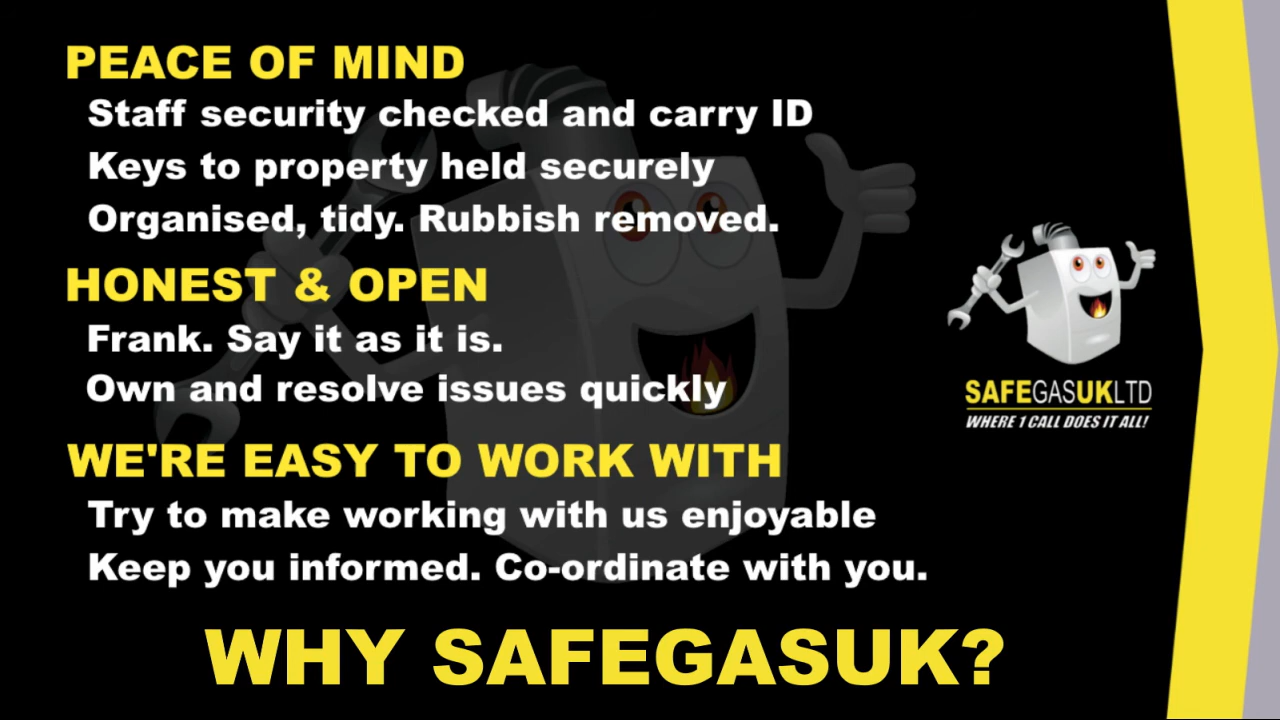 PEACE OF MIND
Staff security checked and carry ID
Keys to property held securely
Organised, tidy. Rubbish removed.
HONEST & OPEN
Frank. Say it as it is.
Own and resolve issues quickly
WE'RE EASY TO WORK WITH
Try to make working with us enjoyable
Keep you informed. Co-ordinate with you.
WHY SAFEGASUK?
SAFEGASUKLTD
WHERE 1 CALL DOES IT ALL!